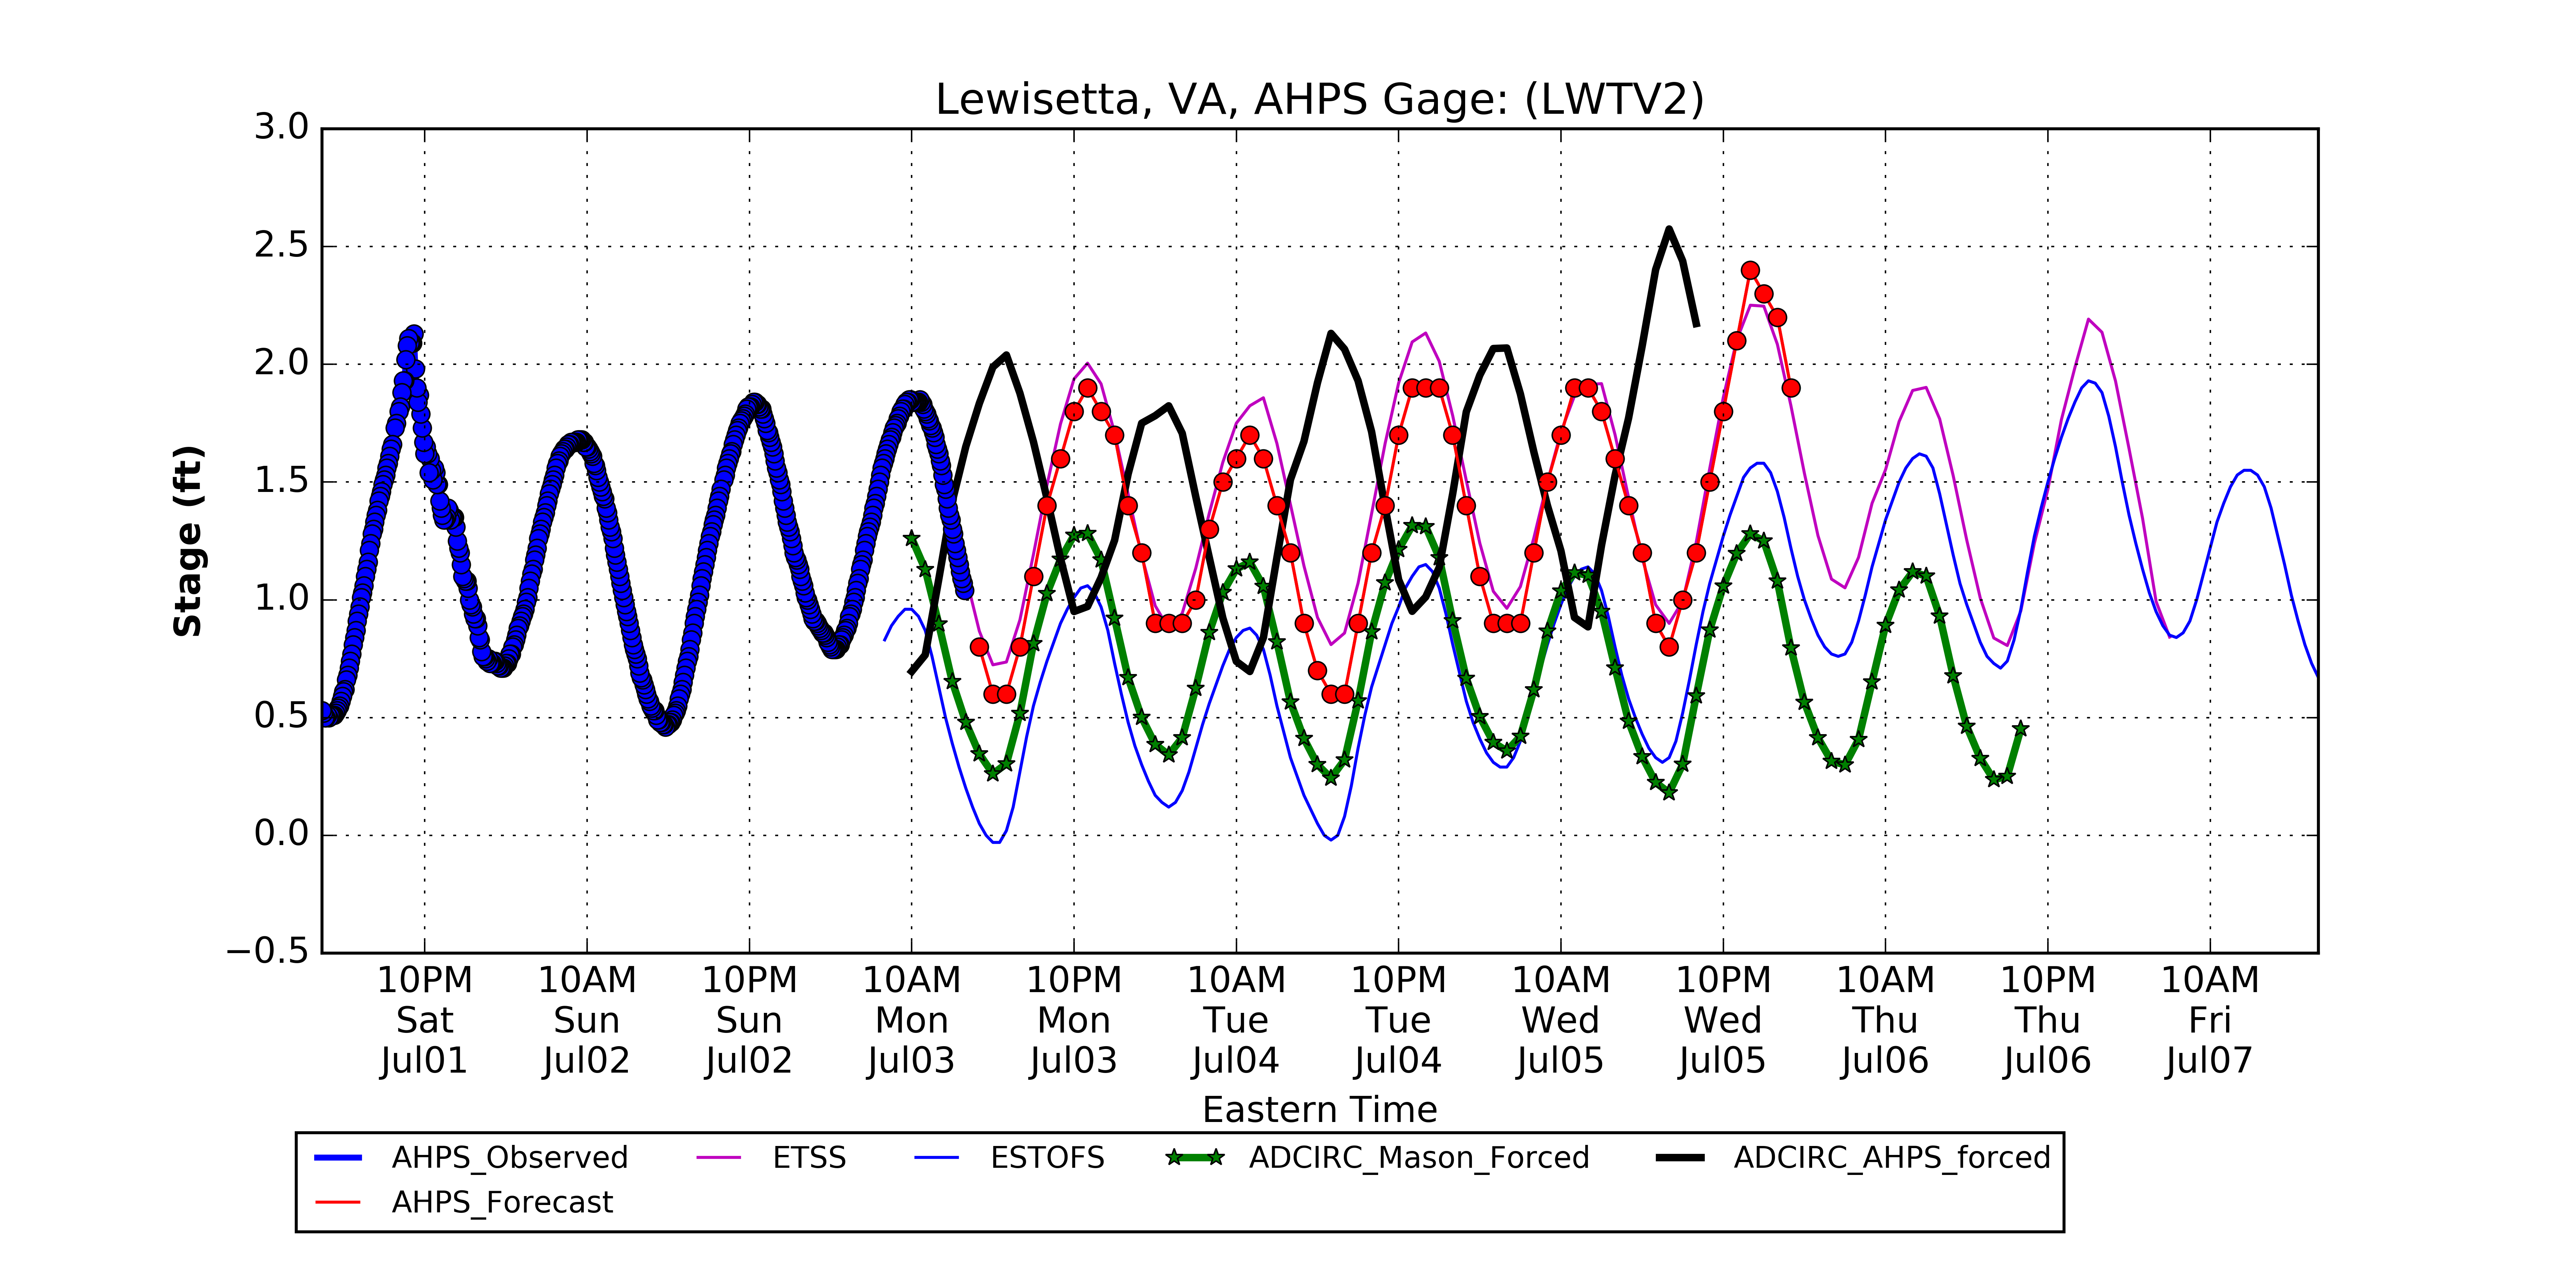 Lewisetta, VA, AHPS Gage: (LWTV2)
3.0
2.5
2.0
1.5
1.0
0.5
0.0
−0.5
Stage (ft)
10PM 10AM 10PM 10AM 10PM 10AM 10PM 10AM 10PM 10AM 10PM 10AM
Sat Sun Sun Mon Mon Tue Tue Wed Wed Thu Thu Fri
Jul01 Jul02 Jul02 Jul03 Jul03 Jul04 Jul04 Jul05 Jul05 Jul06 Jul06 Jul07
Eastern Time
AHPS_Observed ETSS ESTOFS ADCIRC_Mason_Forced ADCIRC_AHPS_forced
AHPS_Forecast